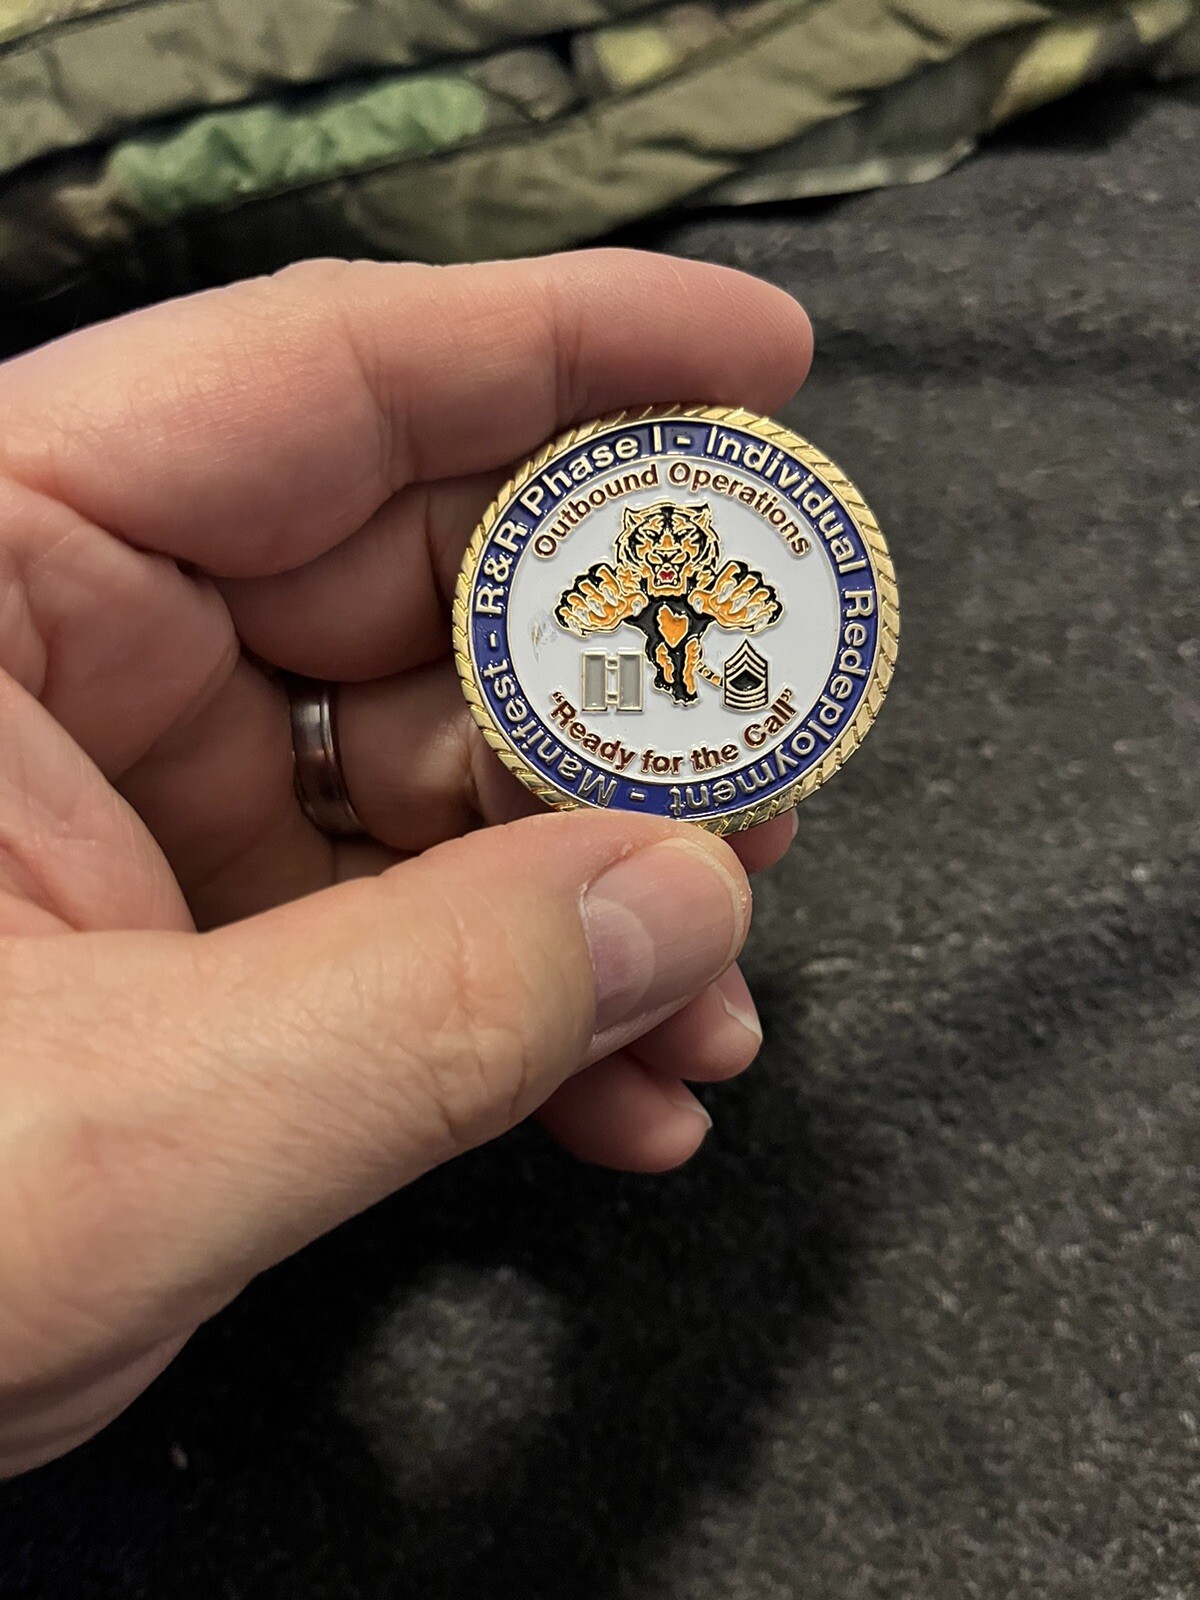 R&R Phase I - Individual Redeployment - Manifest -
Outbound Operations
"Ready for the Call"